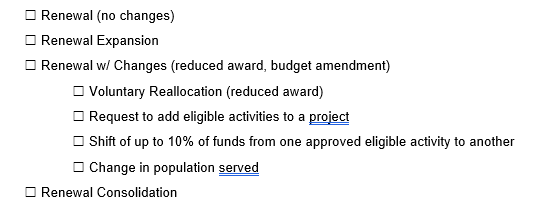 ☐ Renewal (no changes)
☐ Renewal Expansion
☐ Renewal w/ Changes (reduced award, budget amendment)
☐ Voluntary Reallocation (reduced award)
☐ Request to add eligible activities to a project
☐ Shift of up to 10% of funds from one approved eligible activity to another
☐ Change in population served
☐ Renewal Consolidation